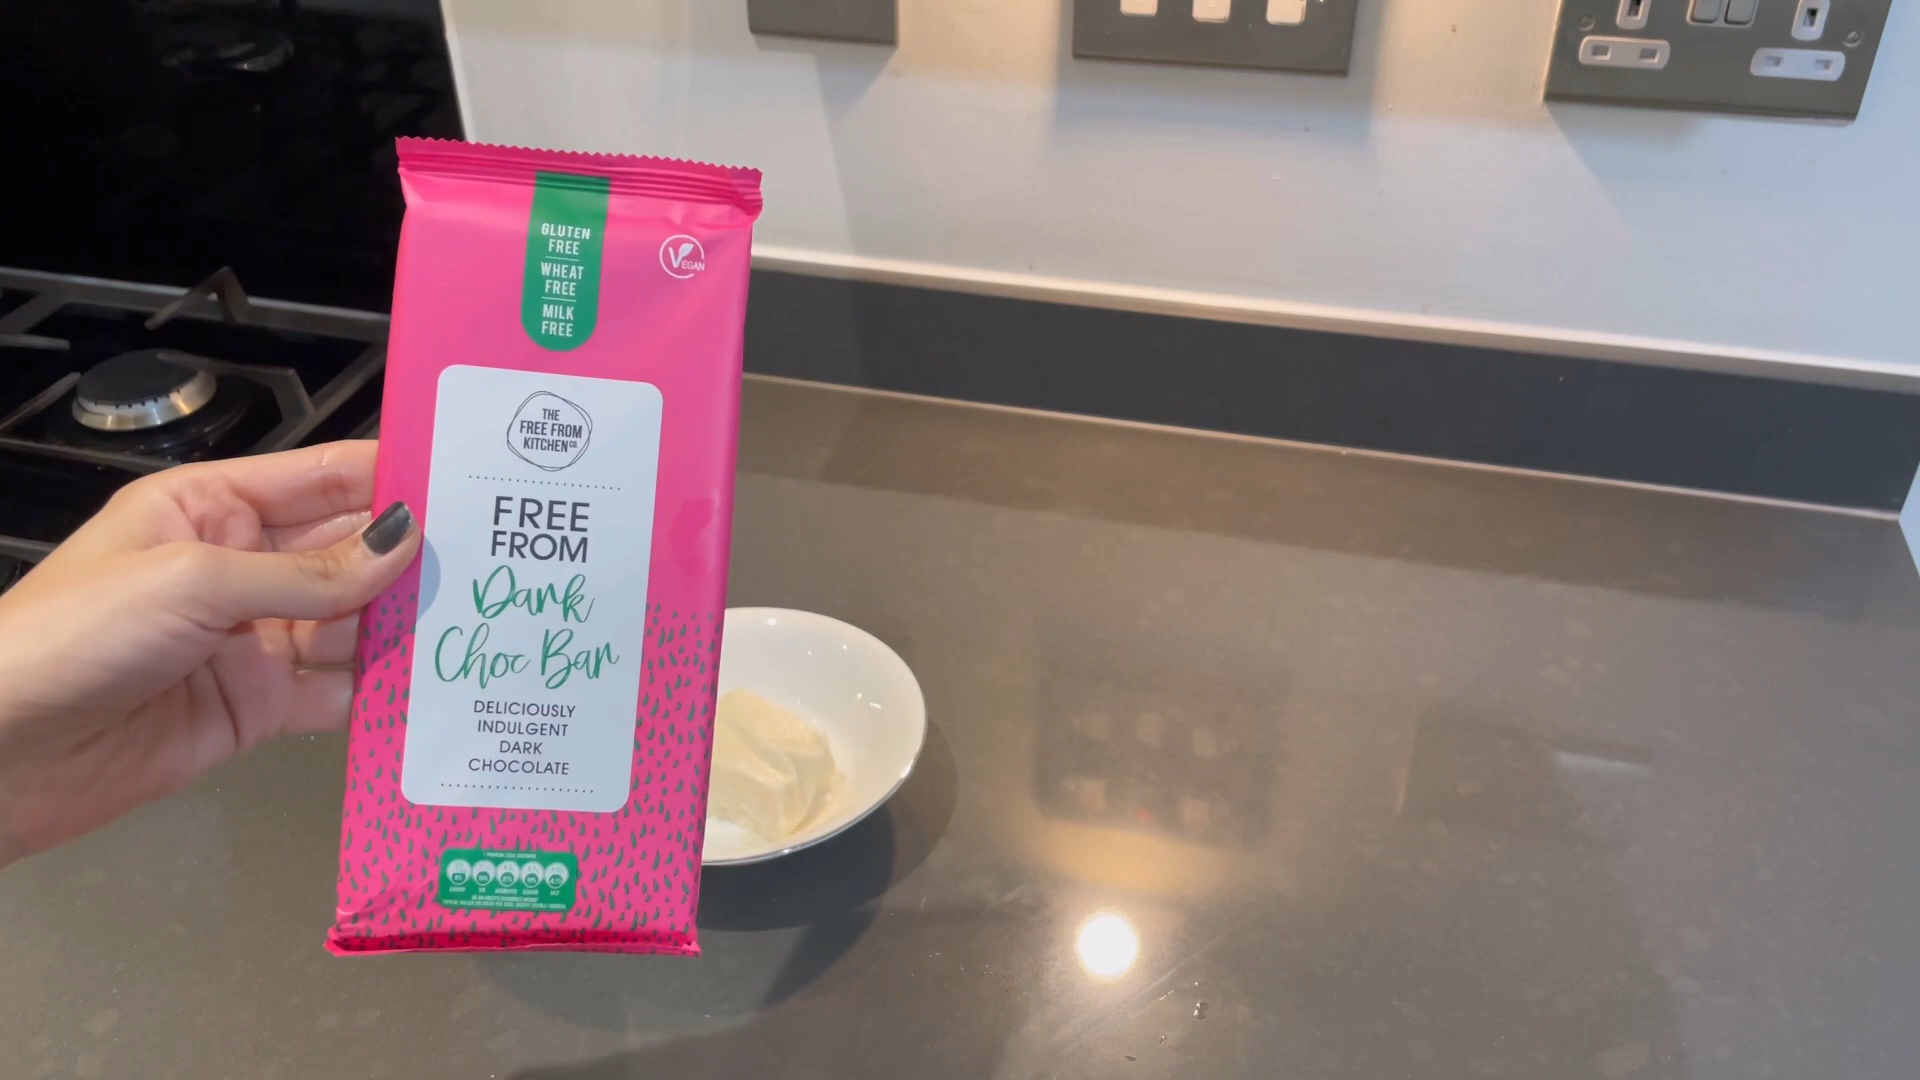 GLUTEN
FREE
WHEAT
FREE
MILK
FREE
VEGAN
THE
FREE FROM
KITCHEN CO.
FREE
FROM
Dark
Choc Bar
DELICIOUSLY
INDULGENT
DARK
CHOCOLATE